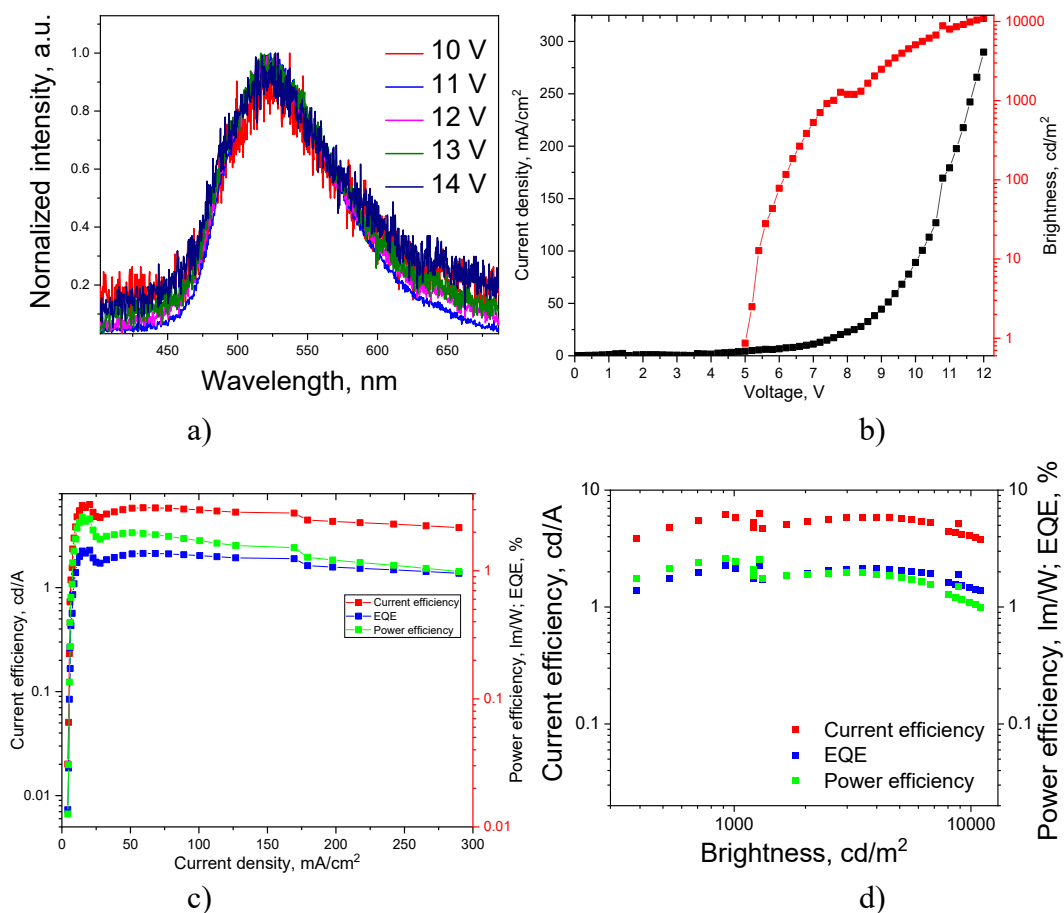 Nornalized intensity, a.u.
1.0
0.8
0.6
0.4
0.2
10 V
11 V
12 V
13 V
14 V
450 500 550 600 650
Wavelength, nm
a)
Current density, mA/cm²
300
275
250
225
200
175
150
125
100
75
50
25
0
0 1 2 3 4 5 6 7 8 9 10 11 12
Voltage, V
10000
1000
100
10
1
Brightness, cd/m²
b)
Current efficiency, cd/A
1
0.1
0.01
Current efficiency
EQE
Power efficiency
0 50 100 150 200 250 300
Current density, mA/cm²
1
0.1
0.01
Power efficiency, lm/W; EQE, %
c)
Current efficiency, cd/A
10
1
0.1
Current efficiency
EQE
Power efficiency
1000 10000
Brightness, cd/m²
10
1
0.1
Power efficiency, lm/W; EQE, %
d)